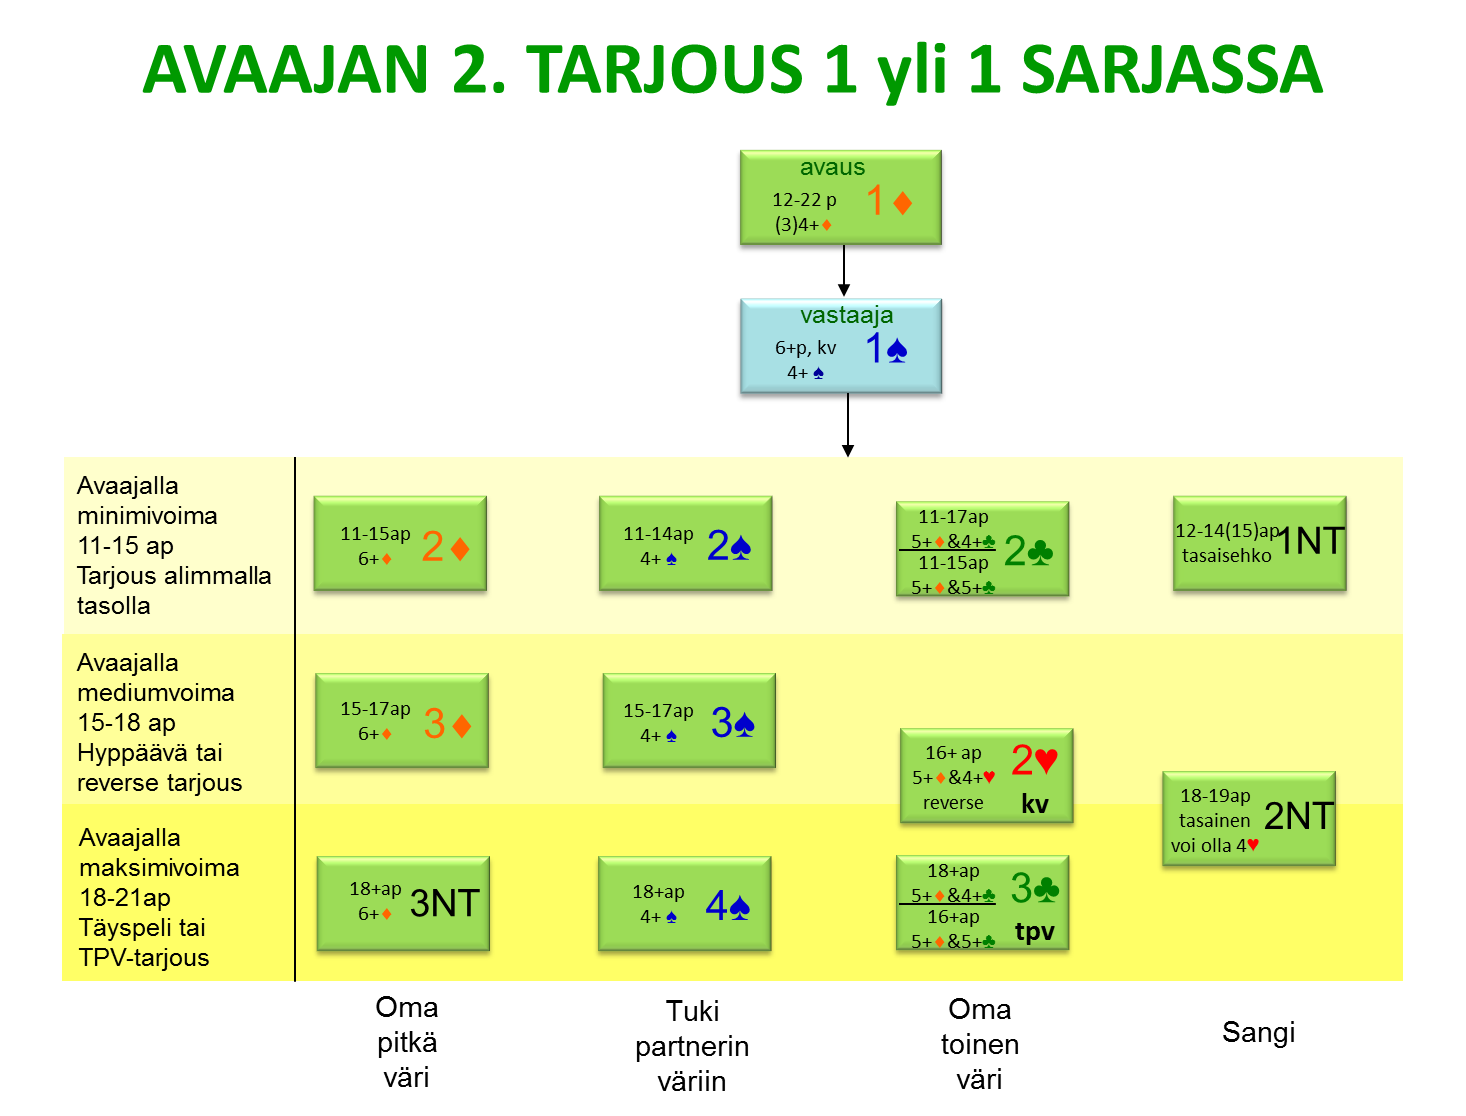 AVAAJAN 2. TARJOUS 1 yli 1 SARJASSA
avaus
12-22 p
(3)4+♦
1♦
vastaaja
6+p, kv
4+ ♠
1♠
Avaajalla
minimivoima
11-15 ap
Tarjous alimmalla
tasolla
11-15ap
6+♦
2♦
11-14ap
4+ ♠
2♠
11-17ap
5+♦&4+♣
11-15ap
5+♦&5+♣
2♣
12-14(15)ap
tasaisehko
1NT
Avaajalla
mediumvoima
15-18 ap
Hyppäävä tai
reverse tarjous
15-17ap
6+♦
3♦
15-17ap
4+ ♠
3♠
16+ ap
5+♦&4+♥
reverse
2♥
kv
18-19ap
tasainen
voi olla 4♥
2NT
Avaajalla
maksimivoima
18-21ap
Täyspeli tai
TPV-tarjous
18+ap
6+♦
3NT
18+ap
4+ ♠
4♠
18+ap
5+♦&4+♣
16+ap
5+♦&5+♣
3♣
tpv
Oma
pitkä
väri
Tuki
partnerin
väriin
Oma
toinen
väri
Sangi